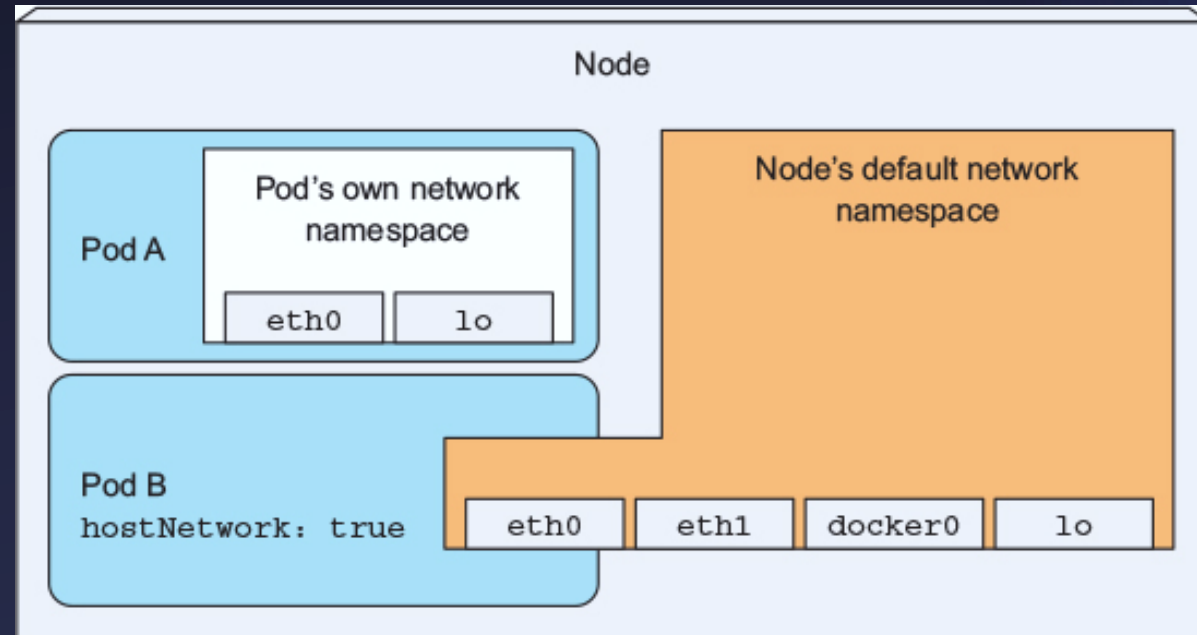 Node
Pod's own network
namespace
Pod A
eth0
lo
Node's default network
namespace
Pod B
hostNetwork: true
eth0
eth1
docker0
lo